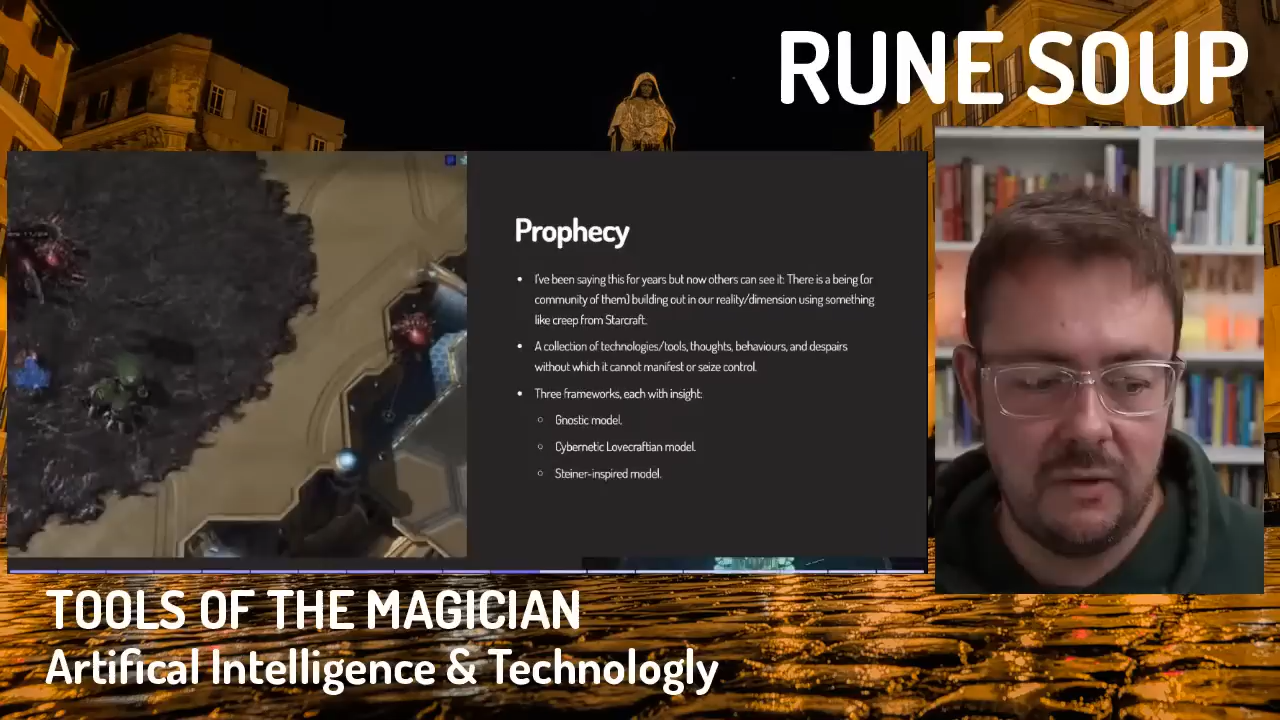 RUNE SOUP
Prophecy
I've been saying this for years but now others can see it: There is a being (or
community of them) building out in our reality/dimension using something
like creep from Starcraft.
A collection of technologies/tools, thoughts, behaviours, and despairs
without which it cannot manifest or seize control.
Three frameworks, each with insight:
Gnostic model.
Cybernetic Lovecraftian model.
Steiner-inspired model.
TOOLS OF THE MAGICIAN
Artifical Intelligence & Technologly